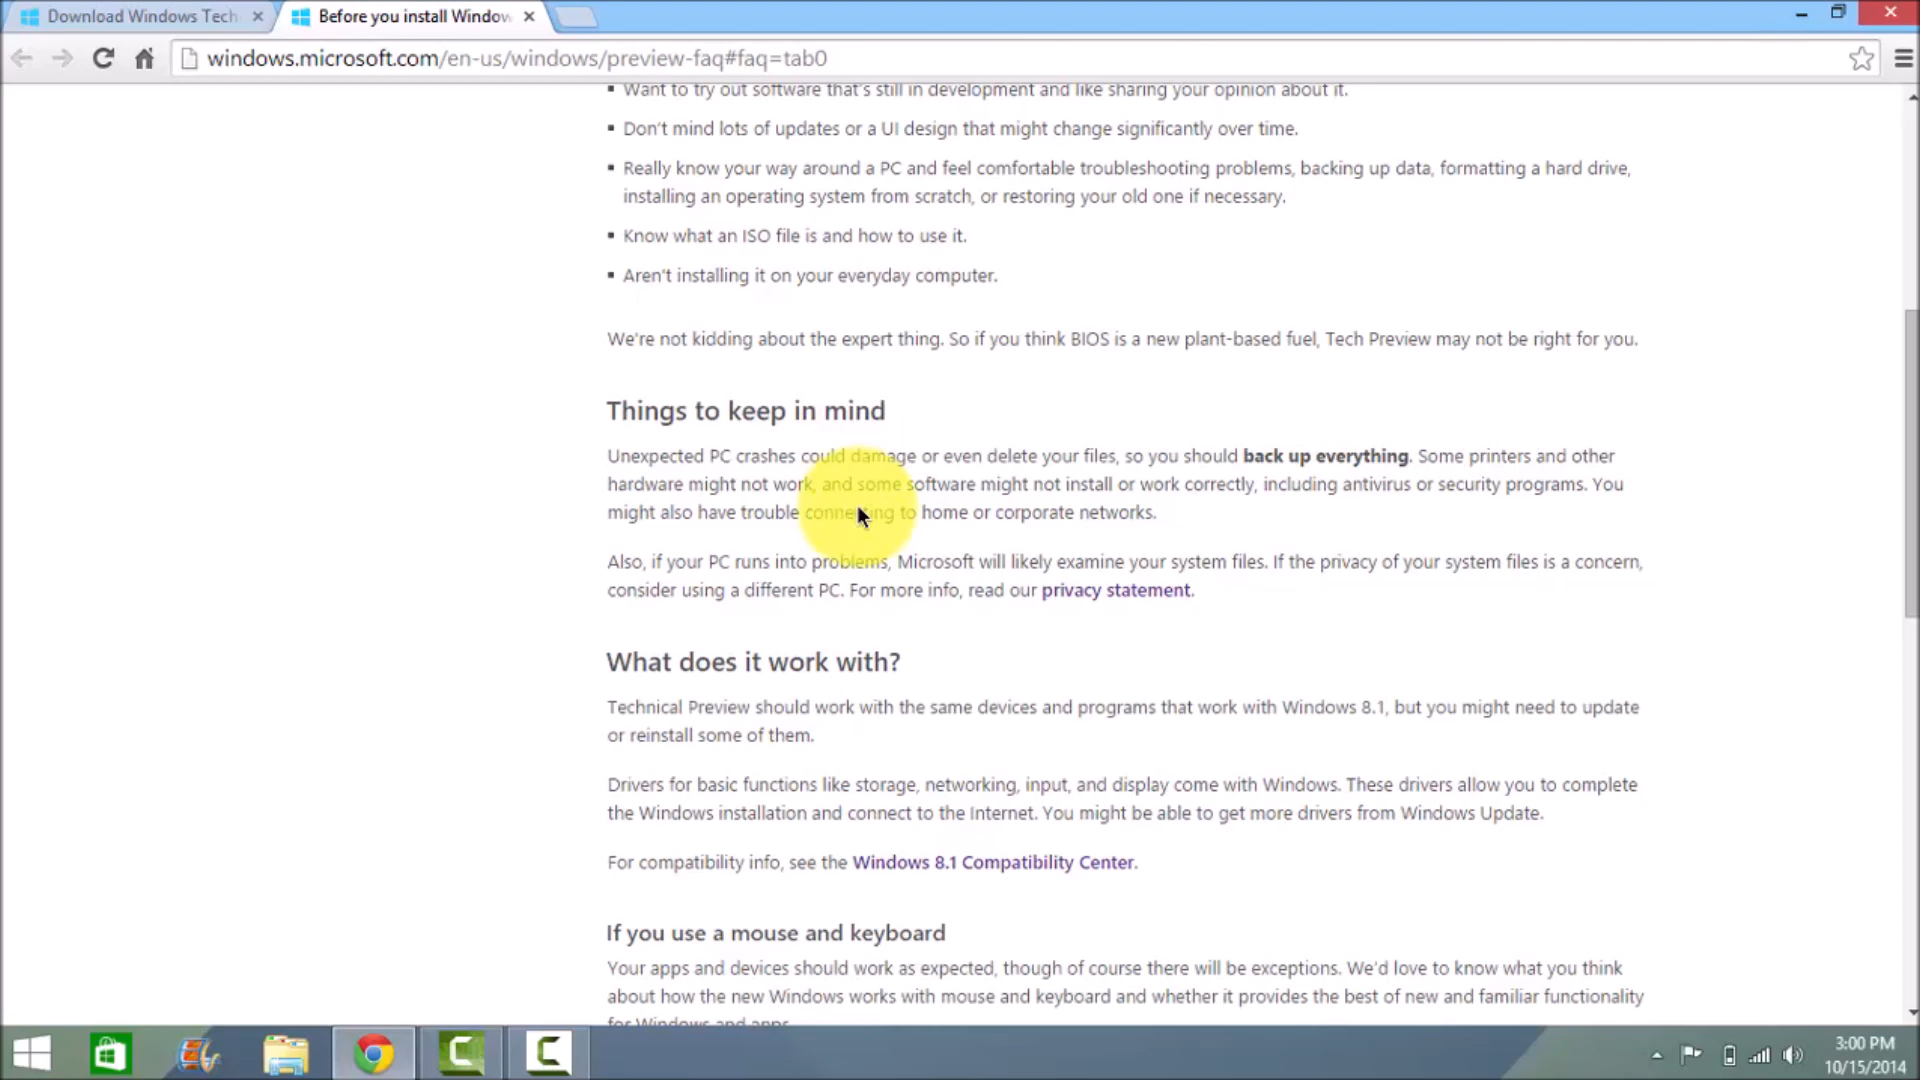 Download Windows Tech
Before you install Window
windows.microsoft.com/en-us/windows/preview-faq#faq=tab0
▪ Want to try out software that's still in development and like sharing your opinion about it.
▪ Don't mind lots of updates or a UI design that might change significantly over time.
▪ Really know your way around a PC and feel comfortable troubleshooting problems, backing up data, formatting a hard drive,
installing an operating system from scratch, or restoring your old one if necessary.
▪ Know what an ISO file is and how to use it.
▪ Aren't installing it on your everyday computer.
We're not kidding about the expert thing. So if you think BIOS is a new plant-based fuel, Tech Preview may not be right for you.
Things to keep in mind
Unexpected PC crashes could damage or even delete your files, so you should back up everything. Some printers and other
hardware might not work, and some software might not install or work correctly, including antivirus or security programs. You
might also have trouble connecting to home or corporate networks.
Also, if your PC runs into problems, Microsoft will likely examine your system files. If the privacy of your system files is a concern,
consider using a different PC. For more info, read our privacy statement.
What does it work with?
Technical Preview should work with the same devices and programs that work with Windows 8.1, but you might need to update
or reinstall some of them.
Drivers for basic functions like storage, networking, input, and display come with Windows. These drivers allow you to complete
the Windows installation and connect to the Internet. You might be able to get more drivers from Windows Update.
For compatibility info, see the Windows 8.1 Compatibility Center.
If you use a mouse and keyboard
Your apps and devices should work as expected, though of course there will be exceptions. We'd love to know what you think
about how the new Windows works with mouse and keyboard and whether it provides the best of new and familiar functionality
for Windows and apps
3:00 PM
10/15/2014